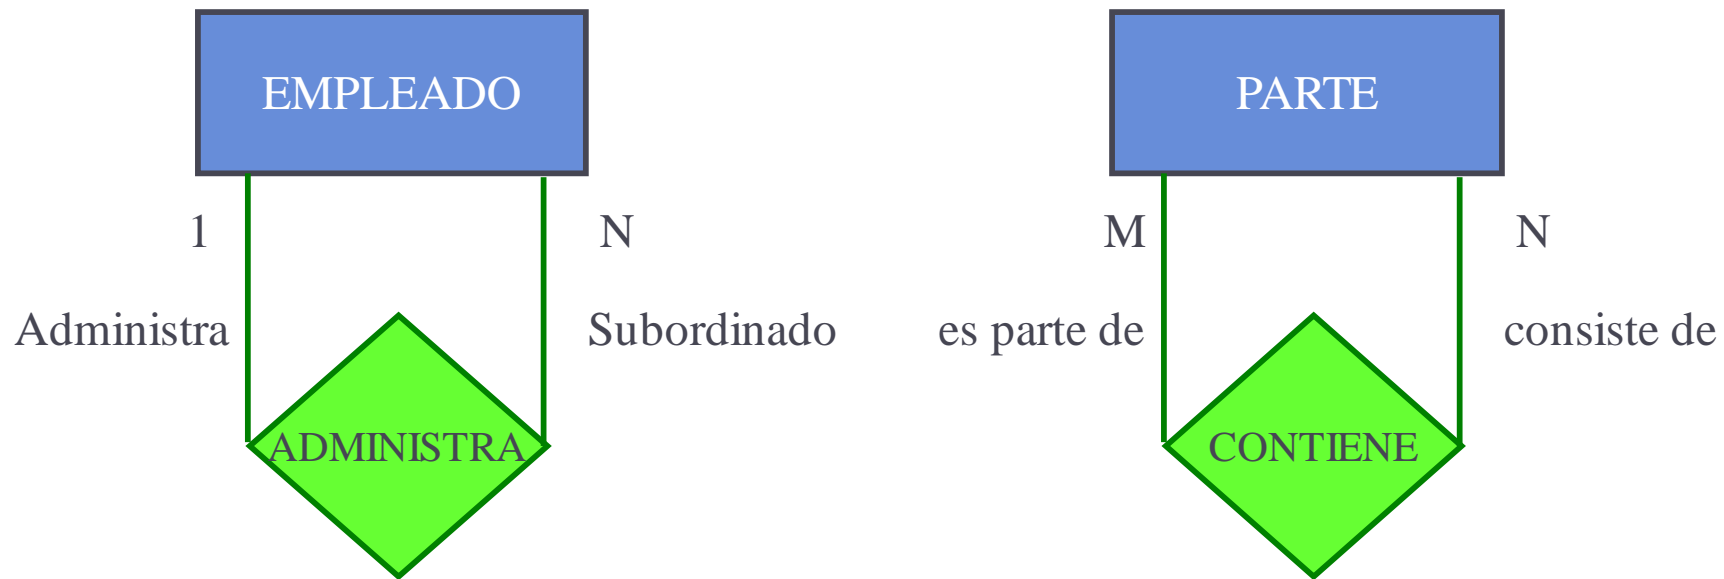 EMPLEADO
1
N
Administra
Subordinado
ADMINISTRA
PARTE
M
N
es parte de
consiste de
CONTIENE